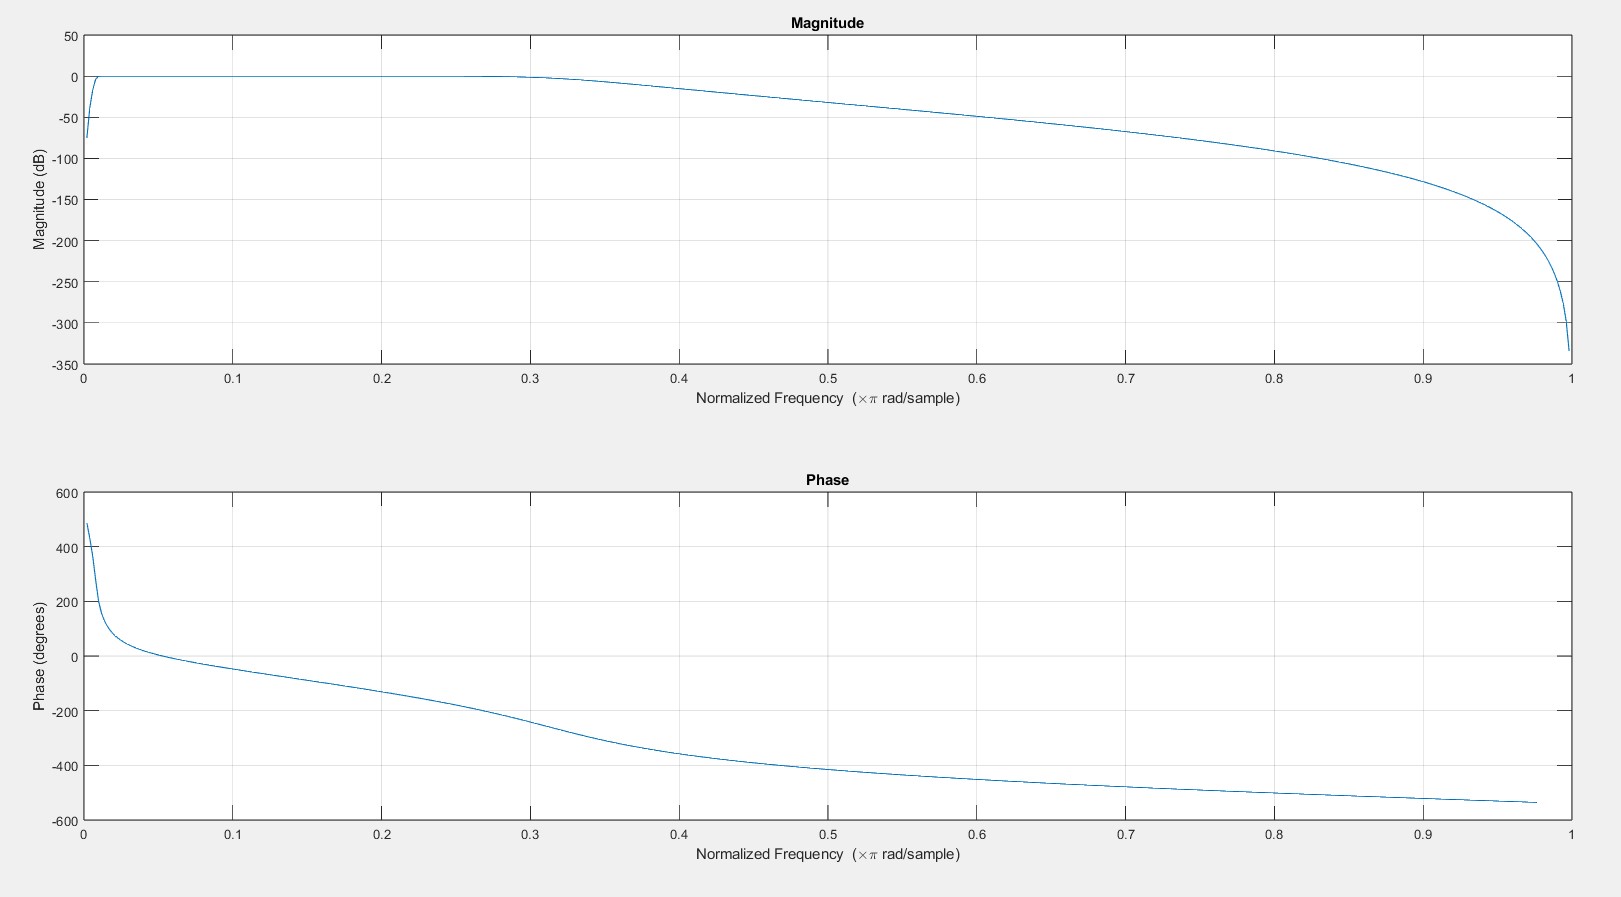 Magnitude
50
0
-50
-100
-150
-200
-250
-300
-350
Magnitude (dB)
0 0.1 0.2 0.3 0.4 0.5 0.6 0.7 0.8 0.9 1
Normalized Frequency (×π rad/sample)
Phase
600
400
200
0
-200
-400
-600
Phase (degrees)
0 0.1 0.2 0.3 0.4 0.5 0.6 0.7 0.8 0.9 1
Normalized Frequency (×π rad/sample)